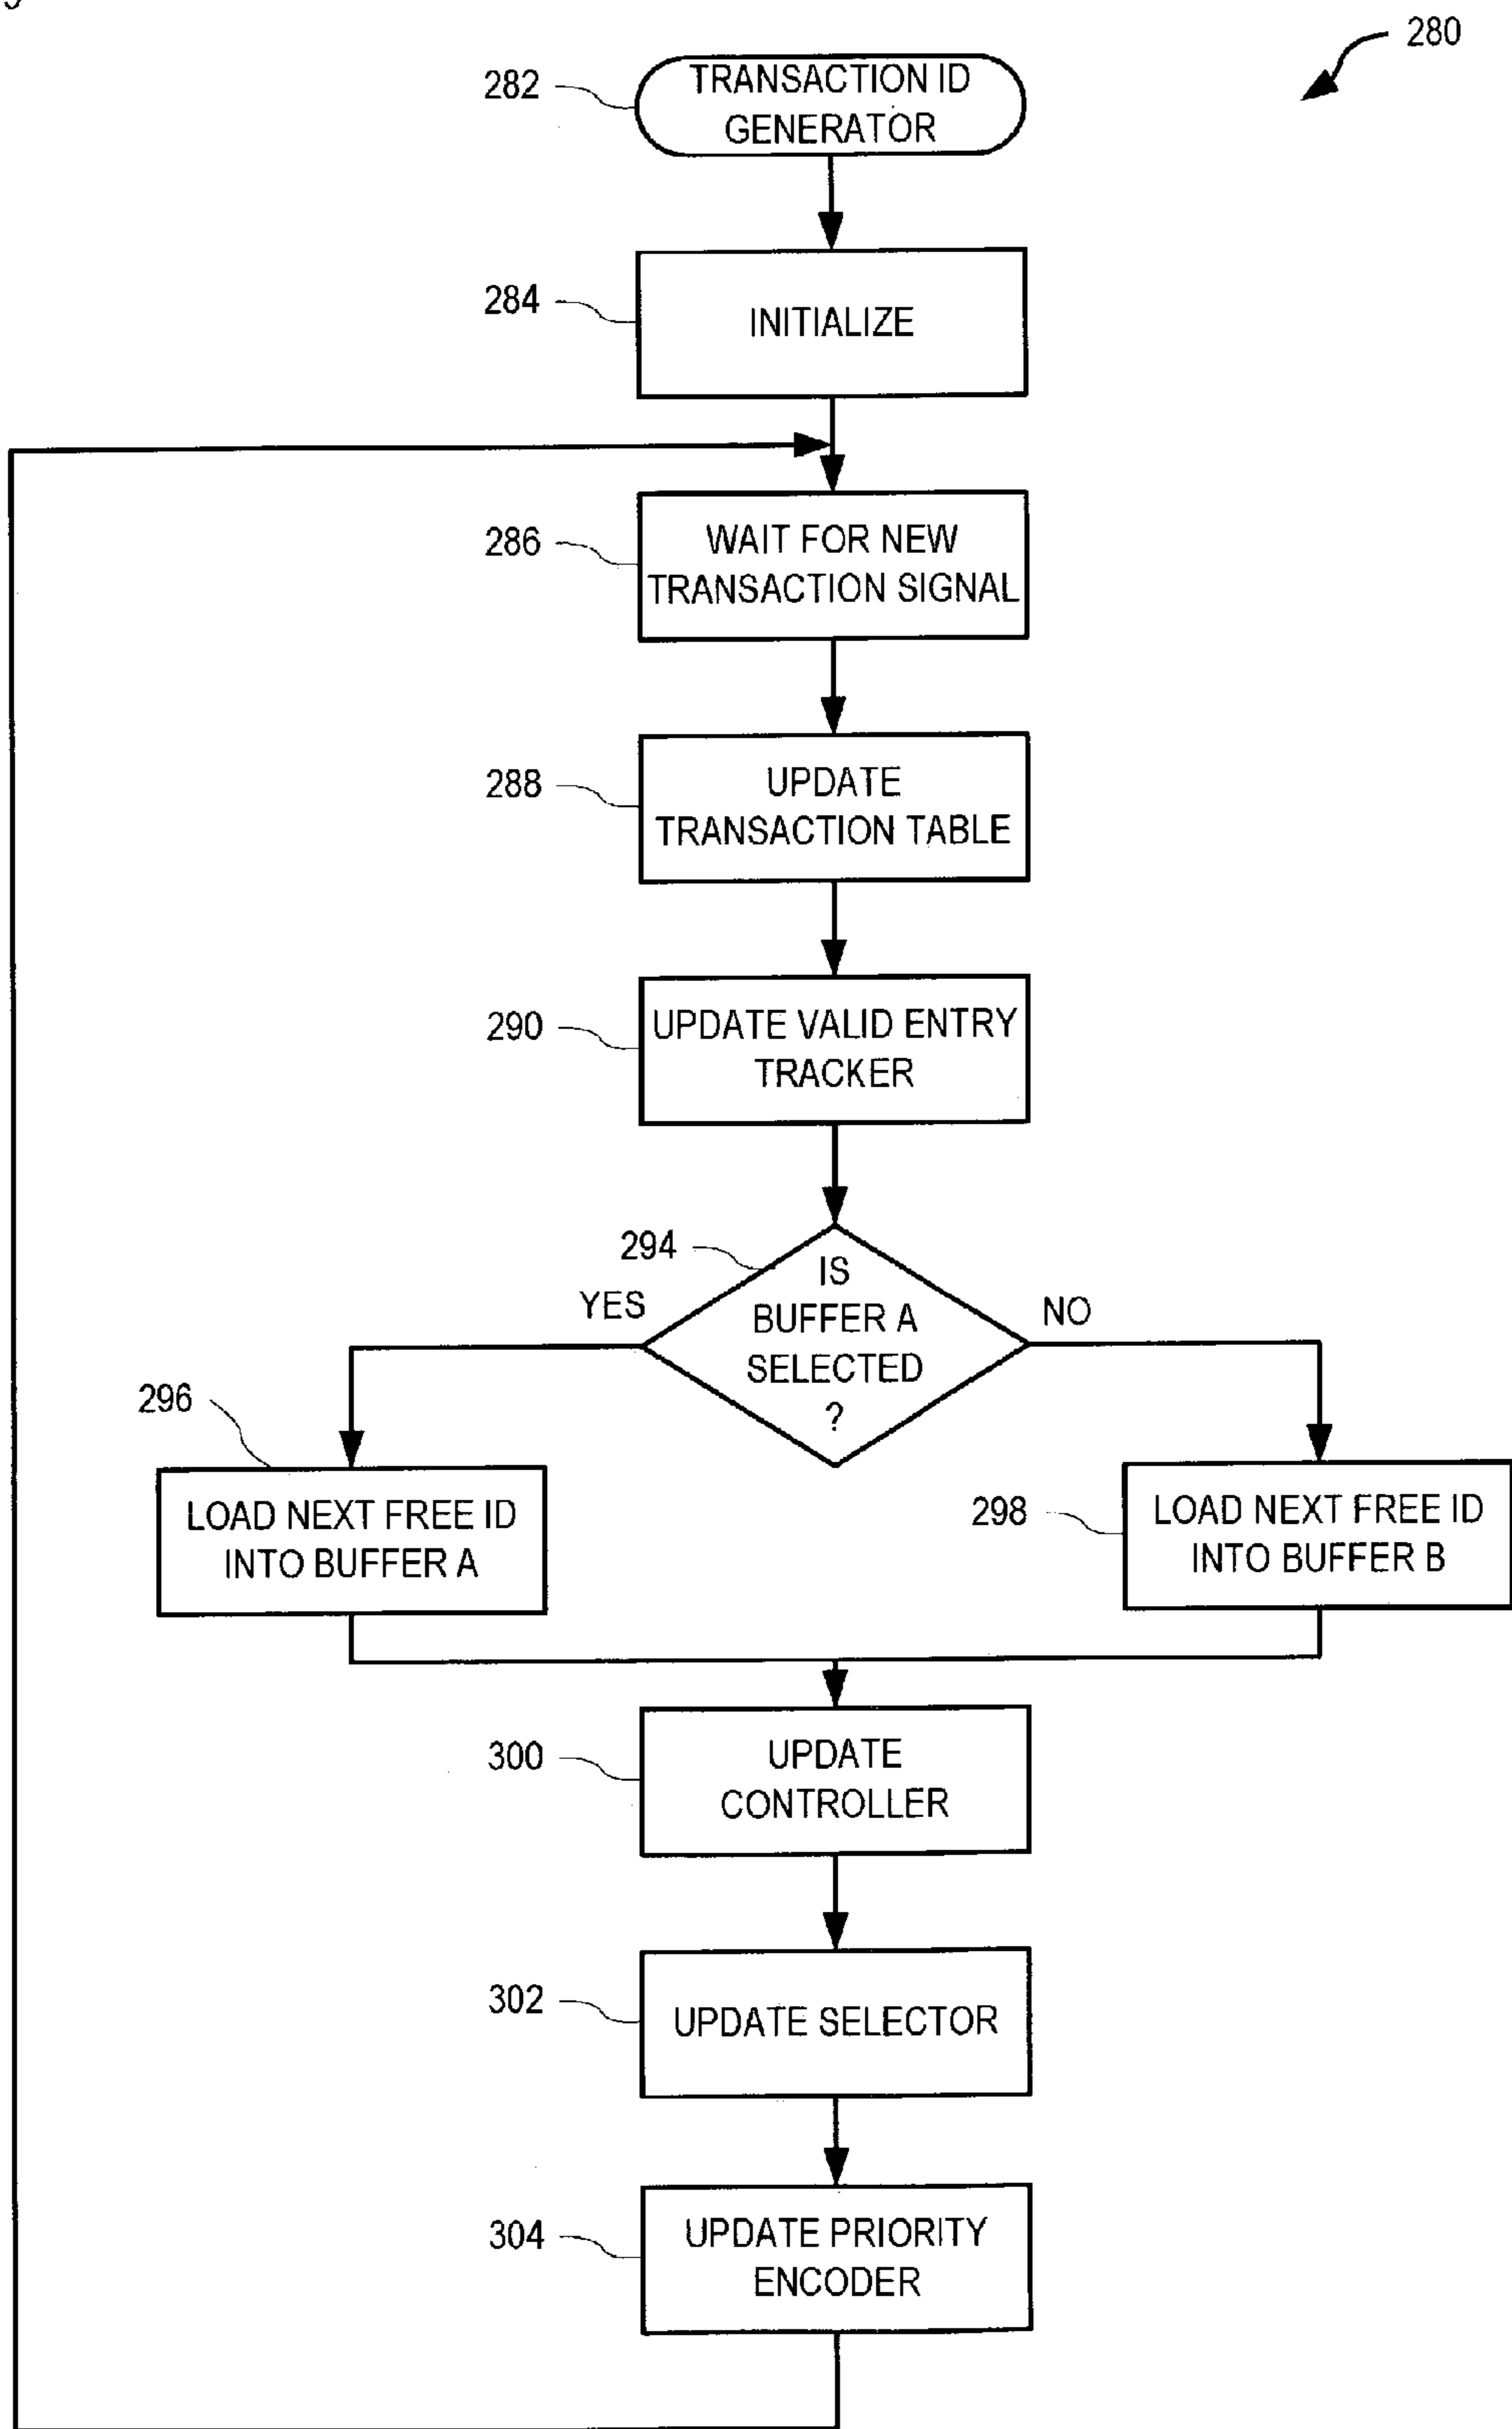 280
282
TRANSACTION ID
GENERATOR
284
INITIALIZE
286
WAIT FOR NEW
TRANSACTION SIGNAL
288
UPDATE
TRANSACTION TABLE
290
UPDATE VALID ENTRY
TRACKER
294
IS
BUFFER A
SELECTED
?
YES
NO
296
LOAD NEXT FREE ID
INTO BUFFER A
298
LOAD NEXT FREE ID
INTO BUFFER B
300
UPDATE
CONTROLLER
302
UPDATE SELECTOR
304
UPDATE PRIORITY
ENCODER